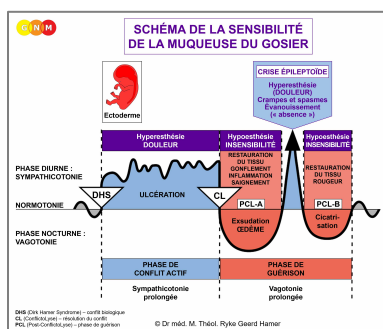 GNM
SCHÉMA DE LA SENSIBILITÉ
DE LA MUQUEUSE DU GOSIER
CRISE ÉPILEPTOÏDE
Hyperesthésie
(DOULEUR)
Crampes et spasmes
Évanouissement
(« absence »)
Ectoderme
Hyperesthésie
DOULEUR
Hypoesthésie
INSENSIBILITÉ
Hypoesthésie
INSENSIBILITÉ
PHASE DIURNE :
SYMPATHICOTONIE
RESTAURATION
DU TISSU
GONFLEMENT
INFLAMMATION
SAIGNEMENT
RESTAURATION
DU TISSU
ROUGEUR
DHS
ULCÉRATION
CL
NORMOTONIE
PCL-A
PCL-B
PHASE NOCTURNE :
VAGOTONIE
Exsudation
ŒDÈME
Cicatri-
sation
PHASE DE
CONFLIT ACTIF
PHASE DE
GUÉRISON
Sympathicotonie
prolongée
Vagotonie
prolongée
DHS (Dirk Hamer Syndrome) – conflit biologique
CL (ConflictoLyse) – résolution du conflit
PCL (Post-ConflictoLyse) – phase de guérison
© Dr méd. M. Théol. Ryke Geerd Hamer